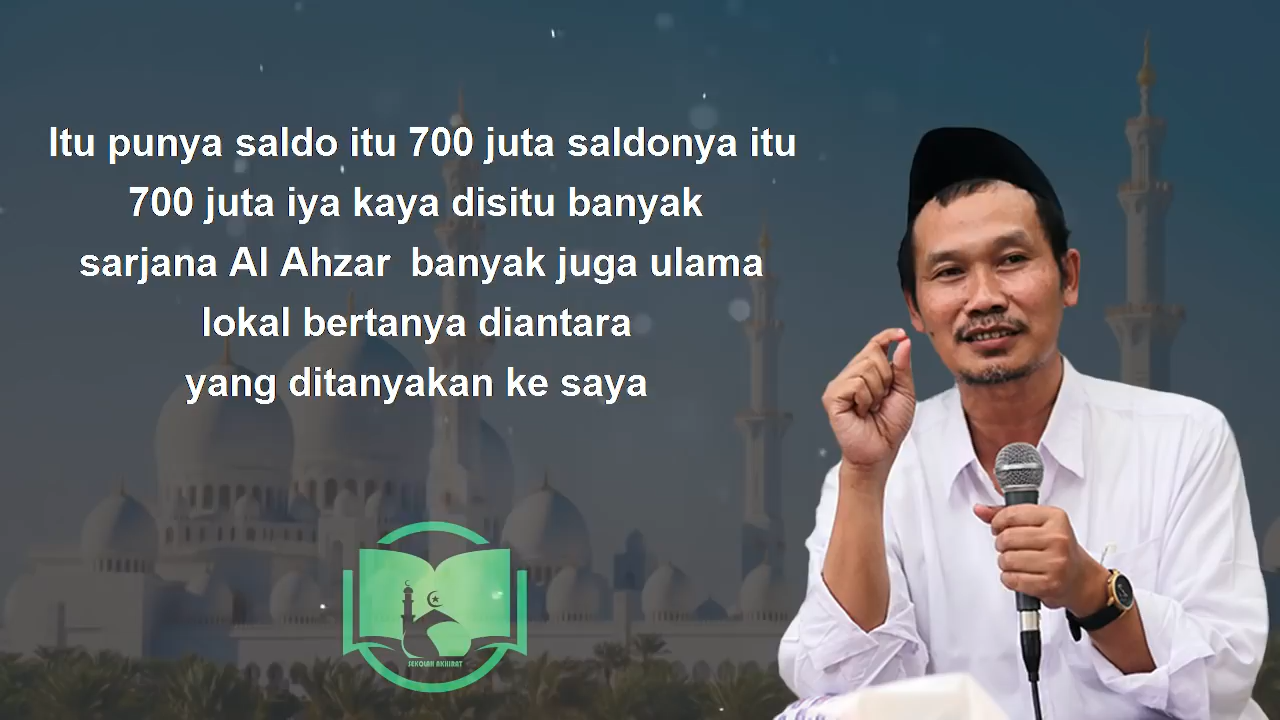 Itu punya saldo itu 700 juta saldonya itu
700 juta iya kaya disitu banyak
sarjana Al Ahzar banyak juga ulama
lokal bertanya diantara
yang ditanyakan ke saya
SEKOLAH AKHIRAT